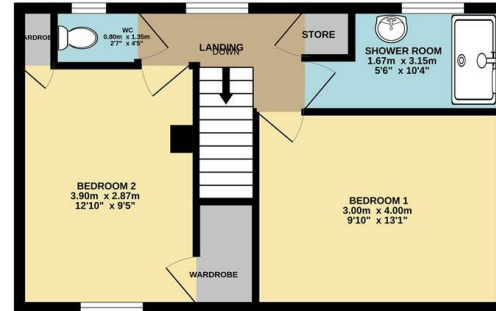 WC
0.80m x 1.35m
2'7" x 4'5"
ARDROBE
LANDING
DOWN
STORE
SHOWER ROOM
1.67m x 3.15m
5'6" x 10'4"
BEDROOM 2
3.90m x 2.87m
12'10" x 9'5"
BEDROOM 1
3.00m x 4.00m
9'10" x 13'1"
WARDROBE